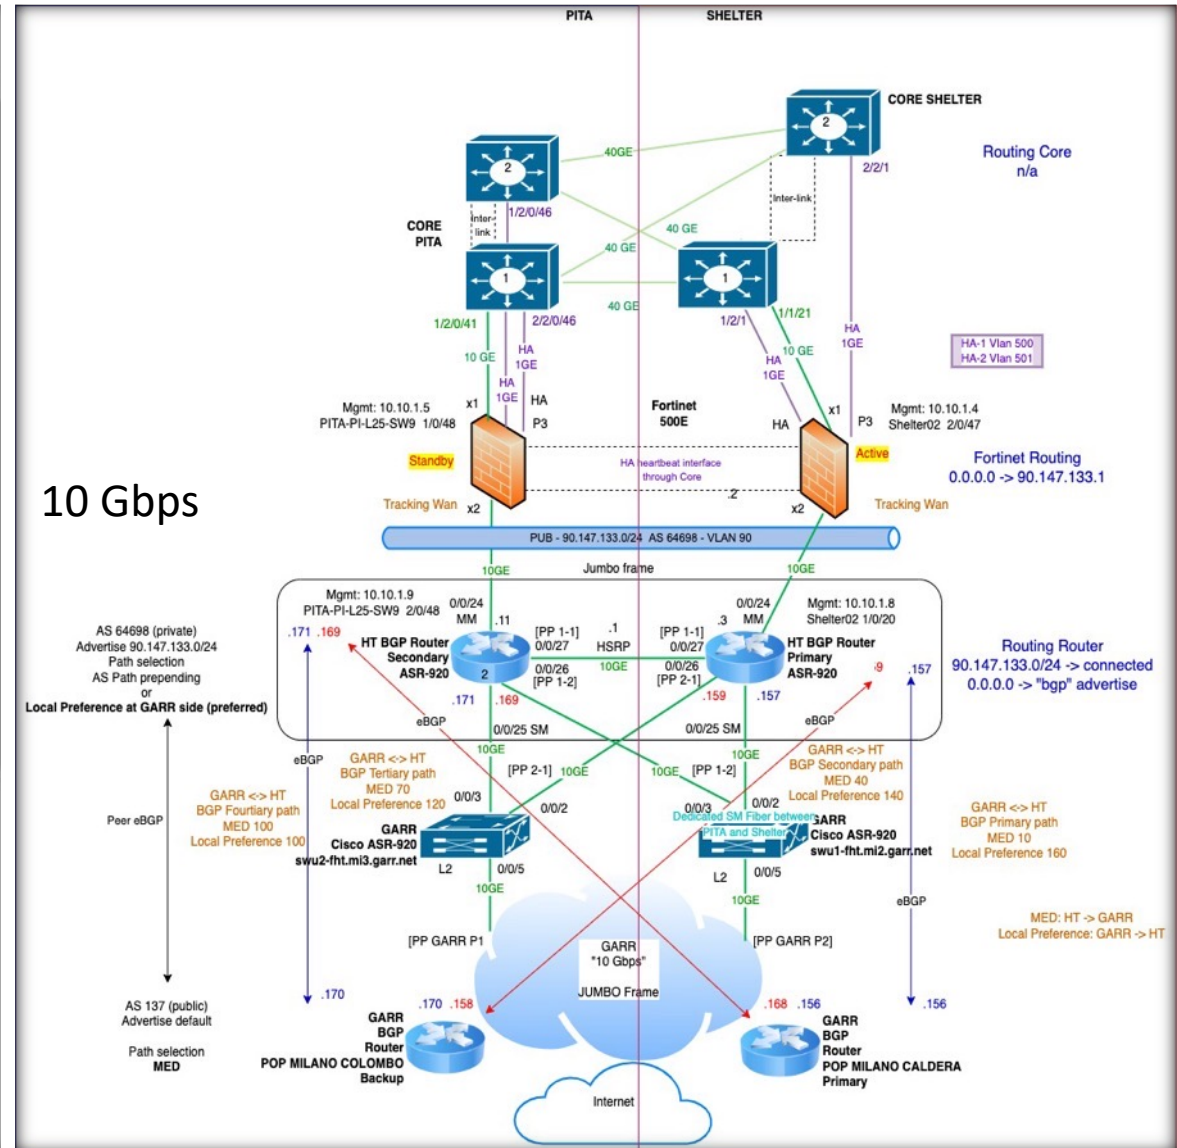 PITA
SHELTER
CORE SHELTER
2
2/2/1
Routing Core
n/a
40GE
2
1/2/0/46
Inter-
link
Inter-link
CORE
PITA
40 GE
40 GE
1
1
40 GE
1/2/0/41
2/2/0/46
1/2/1
1/1/21
HA
1GE
10 GE
HA
1GE
HA
1GE
HA
1GE
10 GE
HA-1 Vlan 500
HA-2 Vlan 501
Mgmt: 10.10.1.5
PITA-PI-L25-SW9 1/0/48
x1
HA
P3
Fortinet
500E
HA
x1
P3
Mgmt: 10.10.1.4
Shelter02 2/0/47
Standby
HA heartbeat interface
through Core
Active
Fortinet Routing
0.0.0.0 -> 90.147.133.1
10 Gbps
.2
Tracking Wan
x2
x2
Tracking Wan
PUB - 90.147.133.0/24 AS 64698 - VLAN 90
10GE
Jumbo frame
10GE
Mgmt: 10.10.1.9
PITA-PI-L25-SW9 2/0/48
0/0/24
MM
.11
0/0/24
MM
.3
Mgmt: 10.10.1.8
Shelter02 1/0/20
AS 64698 (private)
Advertise 90.147.133.0/24
Path selection
AS Path prepending
or
Local Preference at GARR side (preferred)
.171
.169
HT BGP Router
Secondary
ASR-920
2
[PP 1-1]
0/0/27
.1
HSRP
10GE
[PP 1-1]
0/0/27
0/0/26
[PP 1-2]
0/0/26
[PP 2-1]
HT BGP Router
Primary
ASR-920
.9
.157
Routing Router
90.147.133.0/24 -> connected
0.0.0.0 -> "bgp" advertise
.171
.169
.159
.157
eBGP
eBGP
0/0/25 SM
0/0/25 SM
eBGP
10GE
10GE
GARR <-> HT
BGP Tertiary path
MED 70
Local Preference 120
[PP 2-1]
10GE
10GE
[PP 1-2]
GARR <-> HT
BGP Secondary path
MED 40
Local Preference 140
Peer eBGP
GARR <-> HT
BGP Fourtiary path
MED 100
Local Preference 100
0/0/3
0/0/2
0/0/3
0/0/2
Dedicated SM Fiber between
PITA and Shelter
GARR <-> HT
BGP Primary path
MED 10
Local Preference 160
GARR
Cisco ASR-920
swu2-fht.mi3.garr.net
GARR
Cisco ASR-920
swu1-fht.mi2.garr.net
L2
0/0/5
L2
0/0/5
10GE
10GE
eBGP
[PP GARR P1
[PP GARR P2]
MED: HT -> GARR
Local Preference: GARR -> HT
GARR
"10 Gbps"
JUMBO Frame
AS 137 (public)
Advertise default
Path selection
MED
.170
.170
.158
.168
.156
.156
GARR
BGP
Router
POP MILANO COLOMBO
Backup
GARR
BGP
Router
POP MILANO CALDERA
Primary
Internet